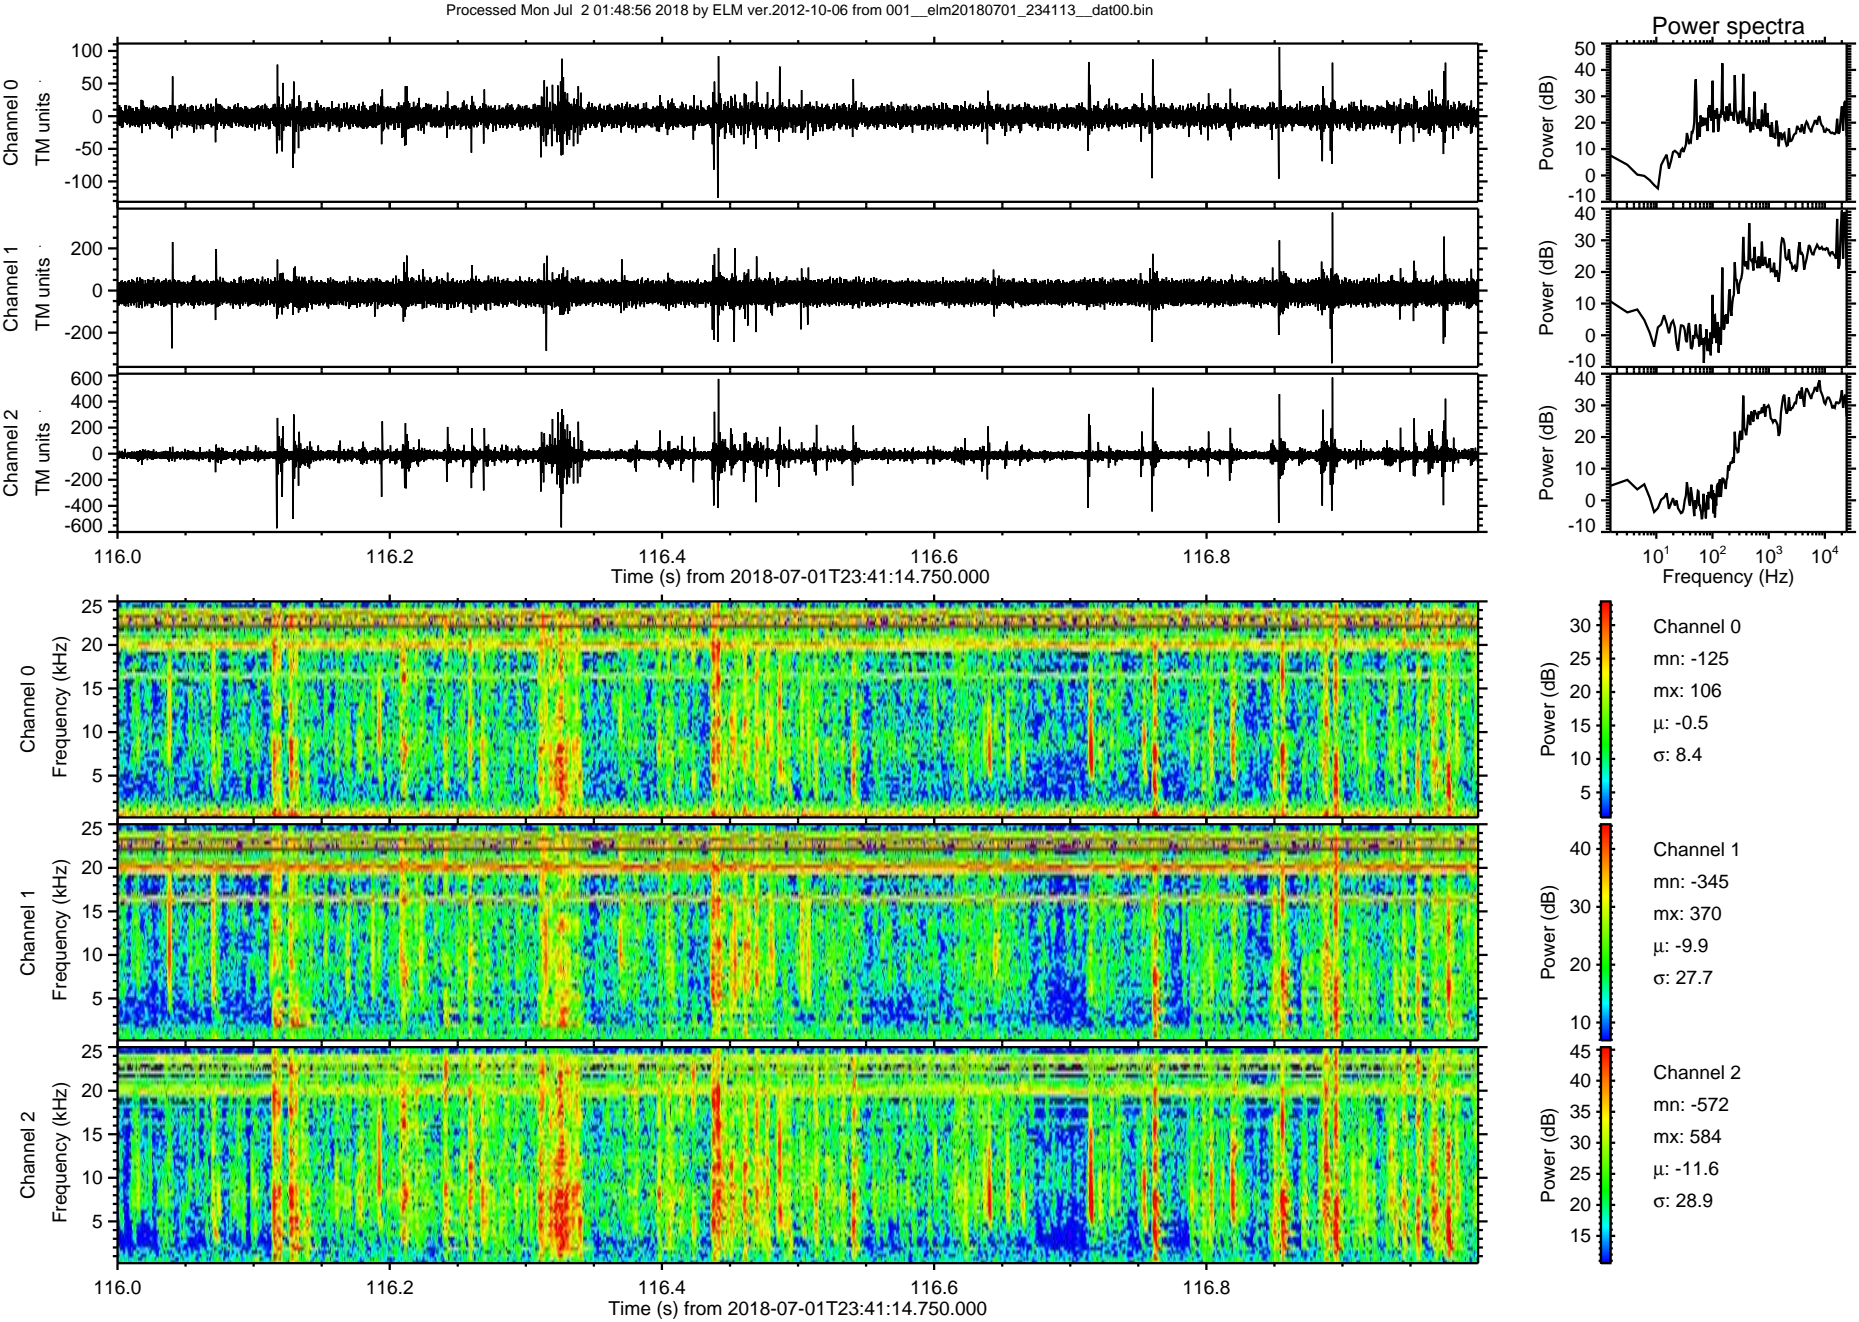 Processed Mon Jul  2 01:48:56 2018 by ELM ver.2012-10-06 from 001__elm20180701_234113__dat00.bin
Power spectra
Channel 0
TM units
100
50
0
-50
-100
Power (dB)
50
40
30
20
10
0
-10
Channel 1
TM units
200
0
-200
Power (dB)
40
30
20
10
0
-10
Channel 2
TM units
600
400
200
0
-200
-400
-600
Power (dB)
40
30
20
10
0
-10
116.0 116.2 116.4 116.6 116.8
Time (s) from 2018-07-01T23:41:14.750.000
10^1 10^2 10^3 10^4
Frequency (Hz)
Channel 0
Frequency (kHz)
25
20
15
10
5
Power (dB)
30
25
20
15
10
5
Channel 0
mn: -125
mx: 106
μ: -0.5
σ: 8.4
Channel 1
Frequency (kHz)
25
20
15
10
5
Power (dB)
40
30
20
10
Channel 1
mn: -345
mx: 370
μ: -9.9
σ: 27.7
Channel 2
Frequency (kHz)
25
20
15
10
5
Power (dB)
45
40
35
30
25
20
15
Channel 2
mn: -572
mx: 584
μ: -11.6
σ: 28.9
116.0 116.2 116.4 116.6 116.8
Time (s) from 2018-07-01T23:41:14.750.000